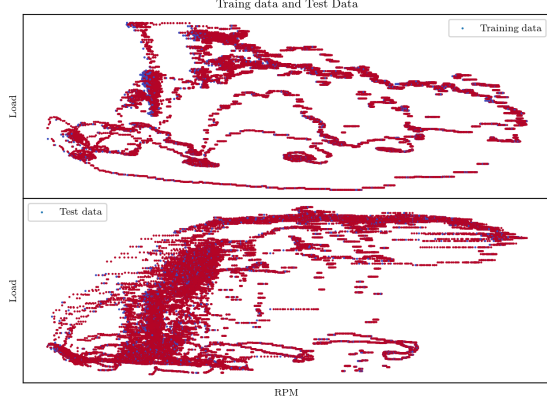 Traing data and Test Data
Training data
Load
Test data
Load
RPM